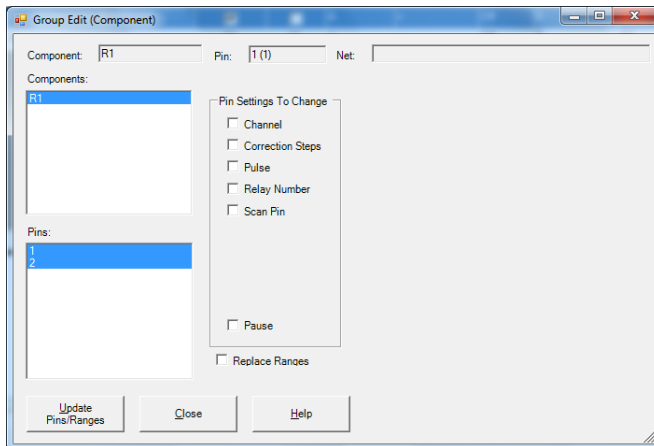 Group Edit (Component)
Component: R1 Pin: 1 (1) Net:
Components:
R1
Pin Settings To Change
Channel
Correction Steps
Pulse
Relay Number
Scan Pin
Pins:
1
2
Pause
Replace Ranges
Update
Pins/Ranges
Close
Help